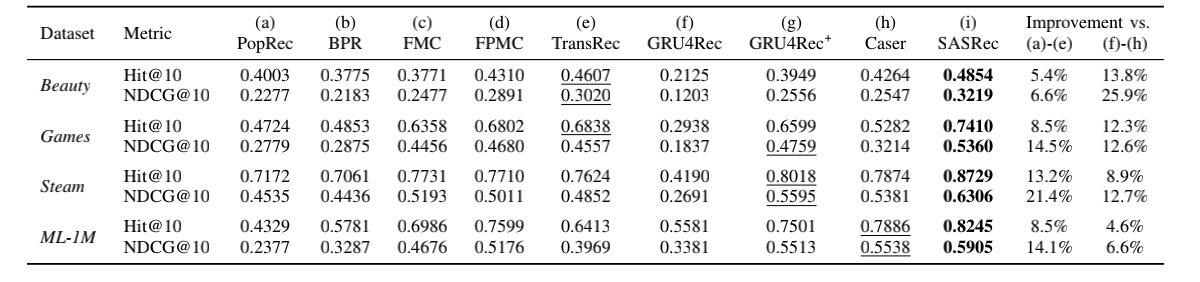 Dataset Metric (a) PopRec (b) BPR (c) FMC (d) FPMC (e) TransRec (f) GRU4Rec (g) GRU4Rec+ (h) Caser (i) SASRec Improvement vs. (a)-(e) (f)-(h)
Beauty Hit@10 0.4003 0.3775 0.3771 0.4310 0.4607 0.2125 0.3949 0.4264 0.4854 5.4% 13.8%
NDCG@10 0.2277 0.2183 0.2477 0.2891 0.3020 0.1203 0.2556 0.2547 0.3219 6.6% 25.9%
Games Hit@10 0.4724 0.4853 0.6358 0.6802 0.6838 0.2938 0.6599 0.5282 0.7410 8.5% 12.3%
NDCG@10 0.2779 0.2875 0.4456 0.4680 0.4557 0.1837 0.4759 0.3214 0.5360 14.5% 12.6%
Steam Hit@10 0.7172 0.7061 0.7731 0.7710 0.7624 0.4190 0.8018 0.7874 0.8729 13.2% 8.9%
NDCG@10 0.4535 0.4436 0.5193 0.5011 0.4852 0.2691 0.5595 0.5381 0.6306 21.4% 12.7%
ML-1M Hit@10 0.4329 0.5781 0.6986 0.7599 0.6413 0.5581 0.7501 0.7886 0.8245 8.5% 4.6%
NDCG@10 0.2377 0.3287 0.4676 0.5176 0.3969 0.3381 0.5513 0.5538 0.5905 14.1% 6.6%